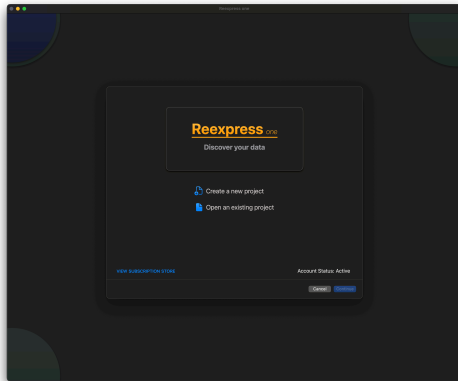 Reexpress one
Reexpress one
Discover your data
Create a new project
Open an existing project
VIEW SUBSCRIPTION STORE
Account Status: Active
Cancel
Continue